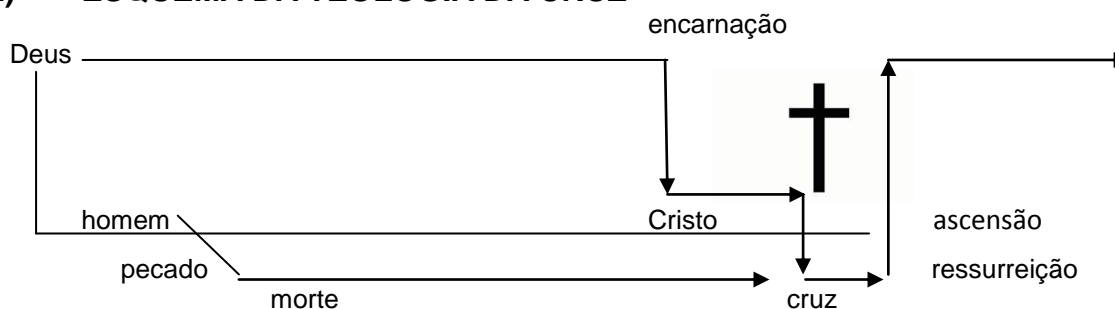 encarnação
Deus
homem
Cristo
ascensão
pecado
ressurreição
morte
cruz